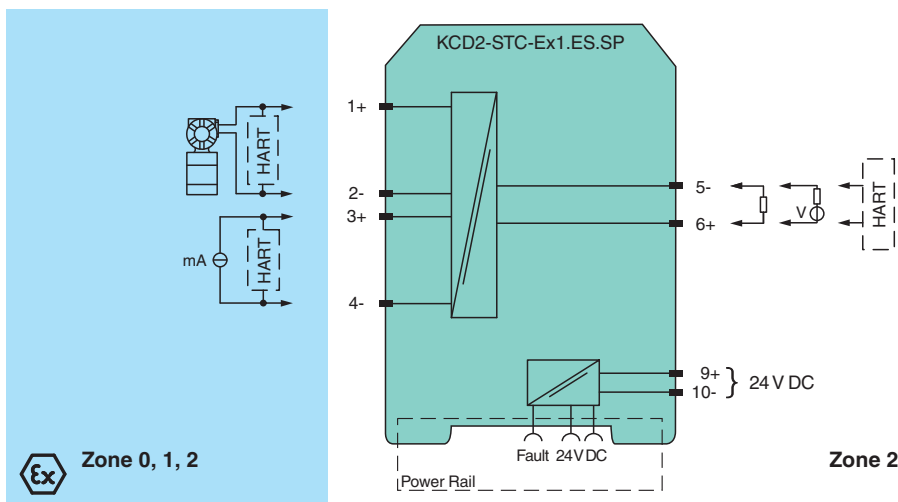 KCD2-STC-Ex1.ES.SP
1+
HART
2-
3+
mA
HART
4-
5-
6+
V
HART
9+
10-
24 V DC
Fault 24V DC
Power Rail
Ex
Zone 0, 1, 2
Zone 2